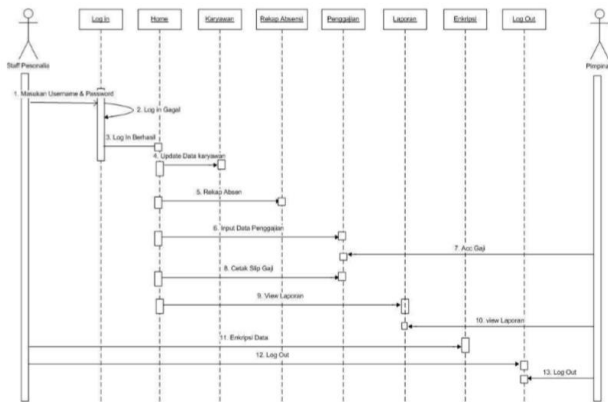 Log In
Home
Karyawan
Rekap Absensi
Penggajian
Laporan
Enkripsi
Log Out
Staff Pesonalia
Pimpinan
1. Masukan Username & Password
2. Log in Gagal
3. Log In Berhasil
4. Update Data karyawan
5. Rekap Absen
6. Input Data Penggajian
7. Acc Gaji
8. Cetak Slip Gaji
9. View Laporan
10. view Laporan
11. Enkripsi Data
12. Log Out
13. Log Out